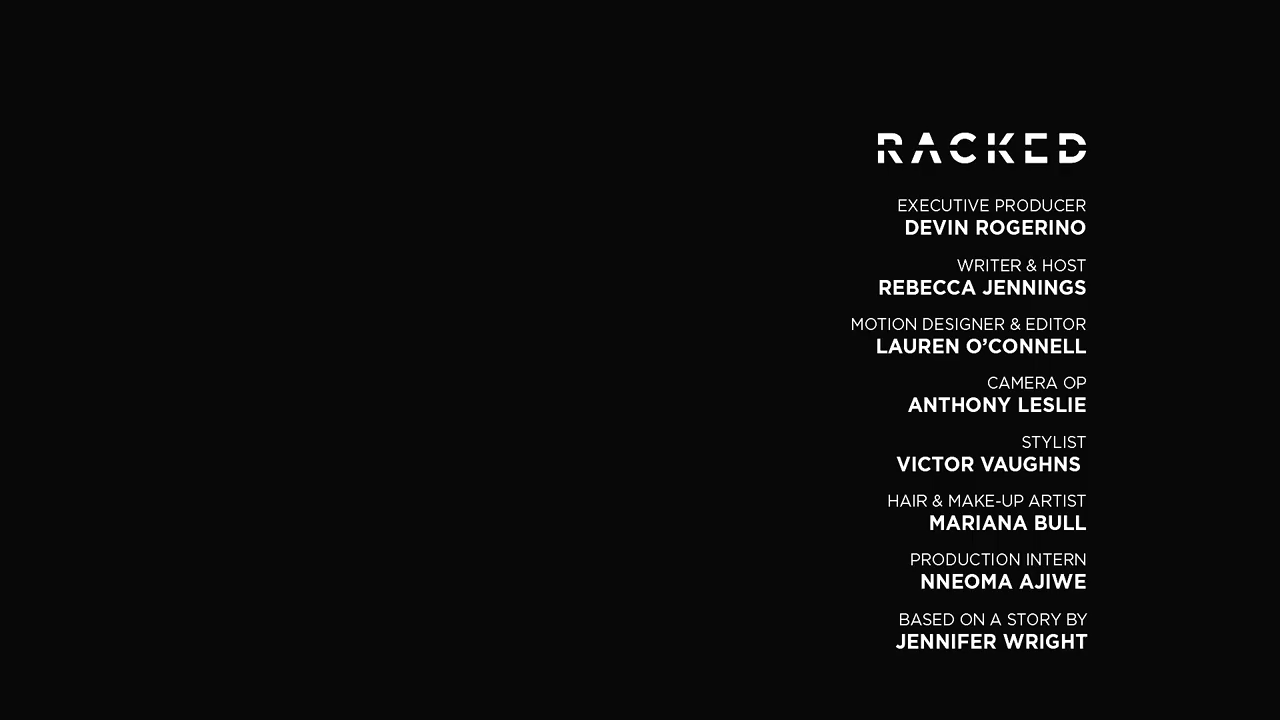 RACKED
EXECUTIVE PRODUCER
DEVIN ROGERINO
WRITER & HOST
REBECCA JENNINGS
MOTION DESIGNER & EDITOR
LAUREN O’CONNELL
CAMERA OP
ANTHONY LESLIE
STYLIST
VICTOR VAUGHNS
HAIR & MAKE-UP ARTIST
MARIANA BULL
PRODUCTION INTERN
NNEOMA AJIWE
BASED ON A STORY BY
JENNIFER WRIGHT